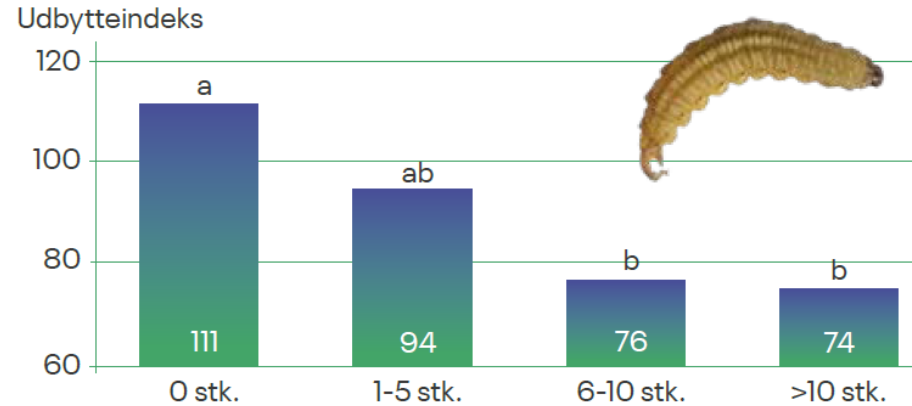 Udbytteindeks
120
100
80
60
a
ab
b
b
111
94
76
74
0 stk.
1-5 stk.
6-10 stk.
>10 stk.